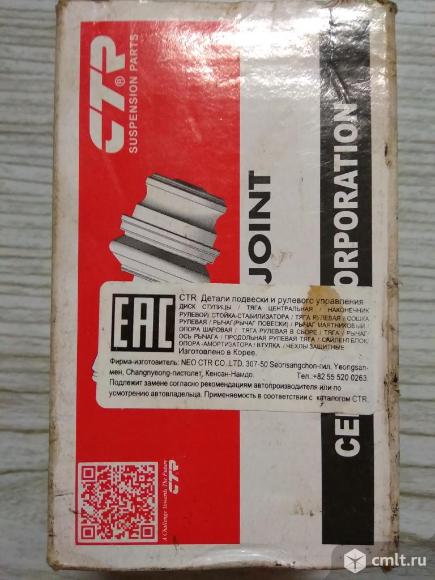 CTR®
SUSPENSION PARTS
JOINT
CE
ORPORATION
EAC
CTR. Детали подвески и рулевого управления
ДИСК СТУПИЦЫ / ТЯГА ЦЕНТРАЛЬНАЯ / НАКОНЕЧНИК
РУЛЕВОЙ/ СТОЙКА-СТАБИЛИЗАТОРА / ТЯГА РУЛЕВАЯ / СОШКА
РУЛЕВАЯ / РЫЧАГ(РЫЧАГ ПОВЕСКИ) / РЫЧАГ МАЯТНИКОВЫЙ /
ОПОРА ШАРОВАЯ / ТЯГА РУЛЕВАЯ В СБОРЕ / ТЯГА / РЫЧАГ/
ОСЬ РЫЧАГА / ПРОДОЛЬНАЯ РУЛЕВАЯ ТЯГА / САЙЛЕНТБЛОК,
ОПОРА-АМОРТИЗАТОРА / ВТУЛКА / ЧЕХЛЫ ЗАЩИТНЫЕ
Изготовлено в Корее.
Фирма-изготовитель: NEO CTR CO.,LTD. 307-50 Seorisangchon-гил, Yeongsan-
мен, Changnyeong-пистолет, Кенсан-Намдо. Тел.:+82 55 520 0263.
Подлежит замене согласно рекомендациям автопроизводителя или по
усмотрению автовладельца. Применяемость в соответствии с каталогом CTR.
A Challenge Towards The Future
CTR
cmlt.ru